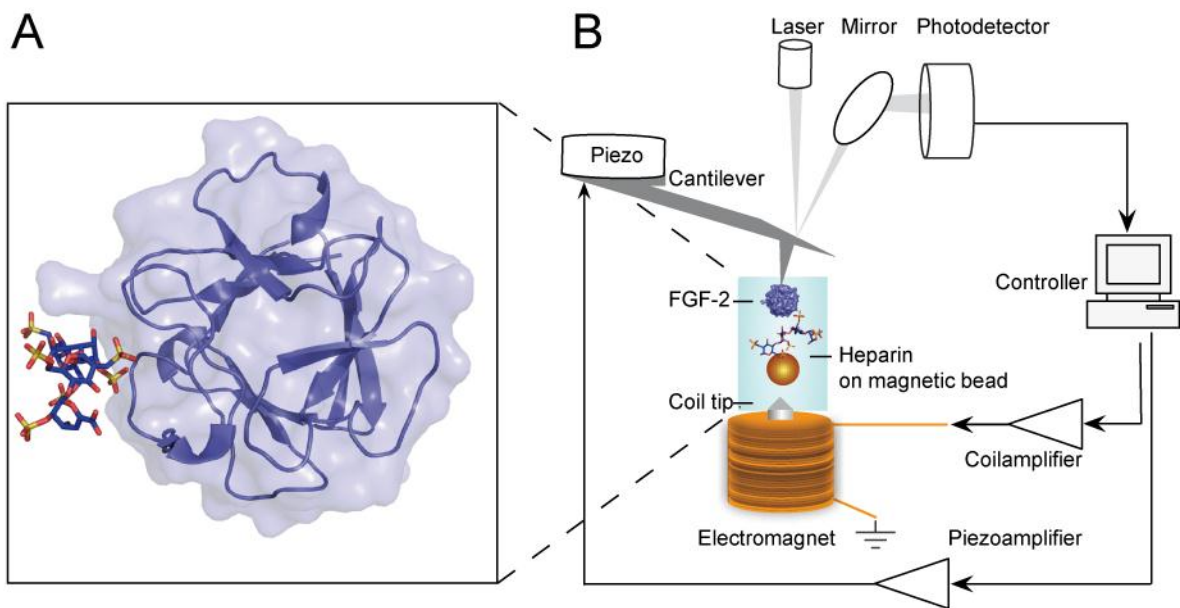 A
B
Laser
Mirror
Photodetector
Piezo
Cantilever
FGF-2
Controller
Heparin
on magnetic bead
Coil tip
Coilamplifier
Electromagnet
Piezoamplifier